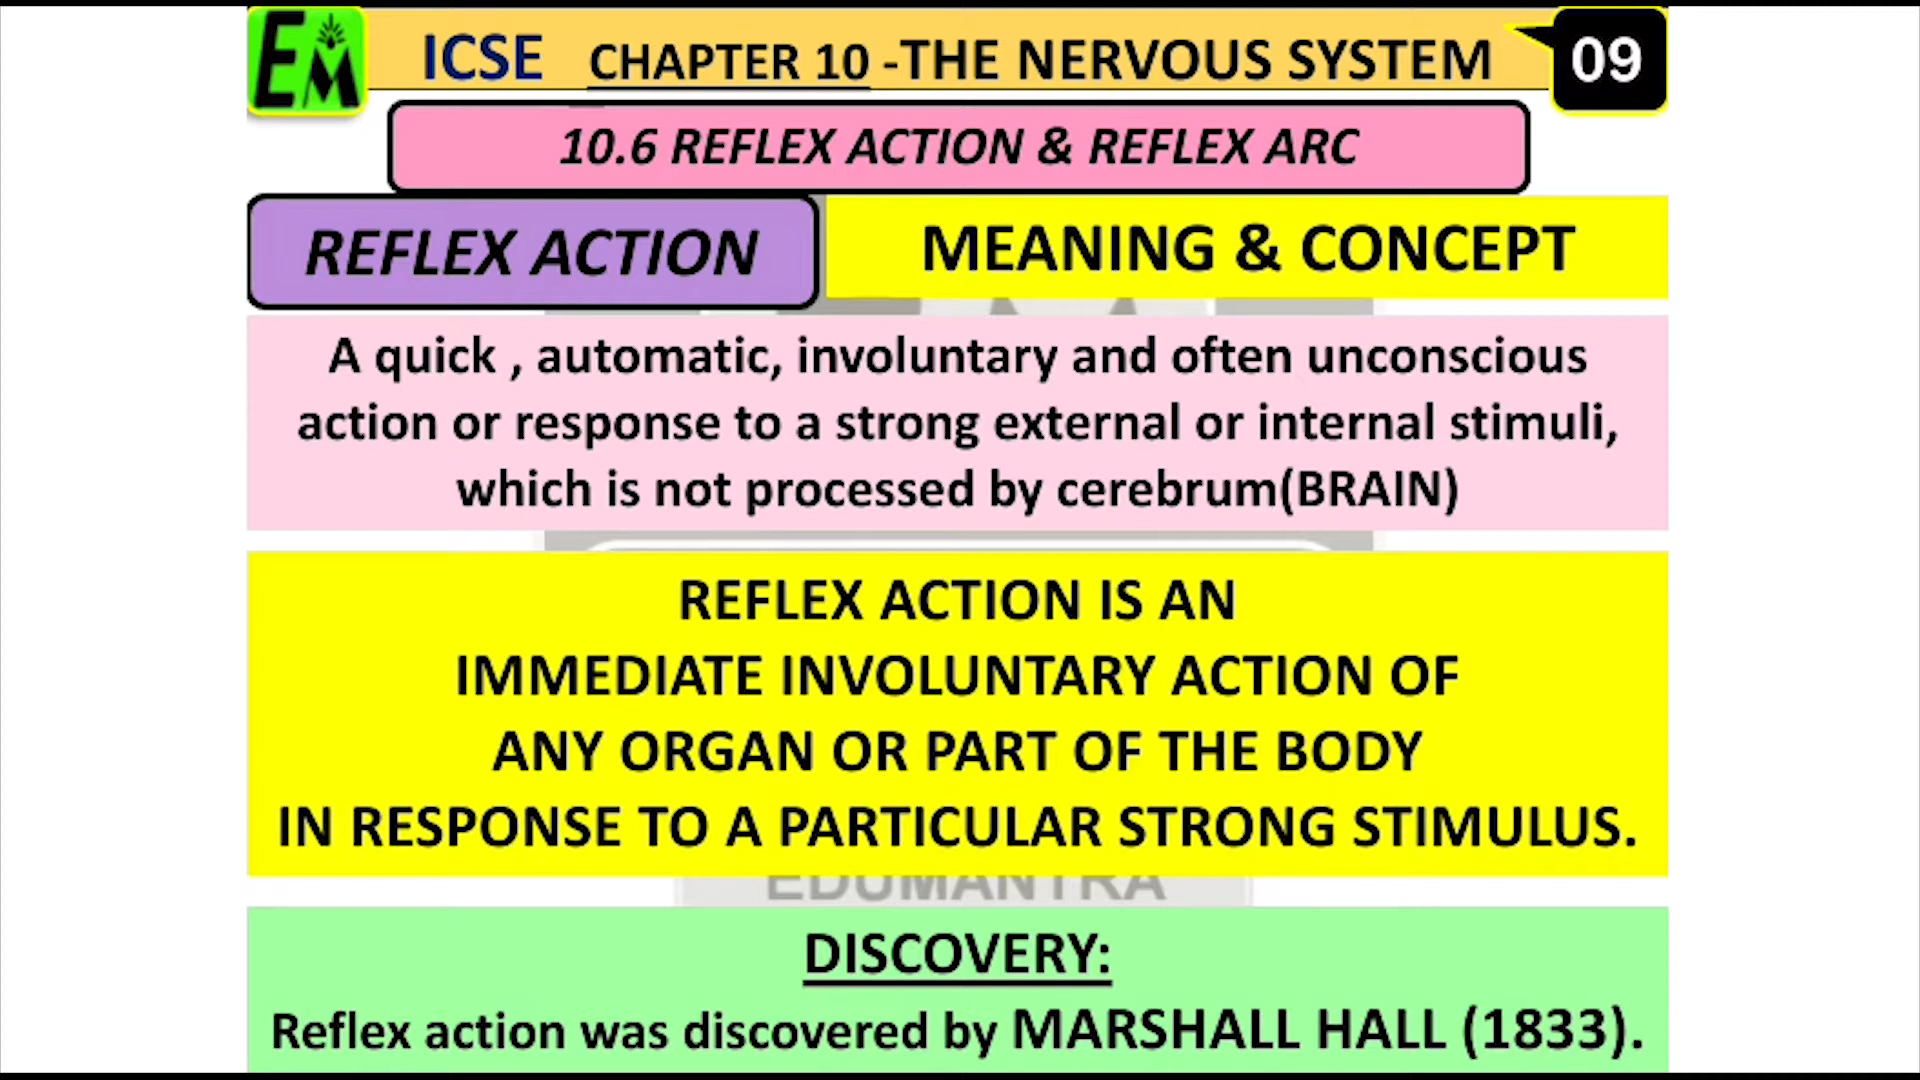 EM
ICSE CHAPTER 10 -THE NERVOUS SYSTEM 09
10.6 REFLEX ACTION & REFLEX ARC
REFLEX ACTION MEANING & CONCEPT
A quick , automatic, involuntary and often unconscious
action or response to a strong external or internal stimuli,
which is not processed by cerebrum(BRAIN)
REFLEX ACTION IS AN
IMMEDIATE INVOLUNTARY ACTION OF
ANY ORGAN OR PART OF THE BODY
IN RESPONSE TO A PARTICULAR STRONG STIMULUS.
EDUMANTRA
DISCOVERY:
Reflex action was discovered by MARSHALL HALL (1833).